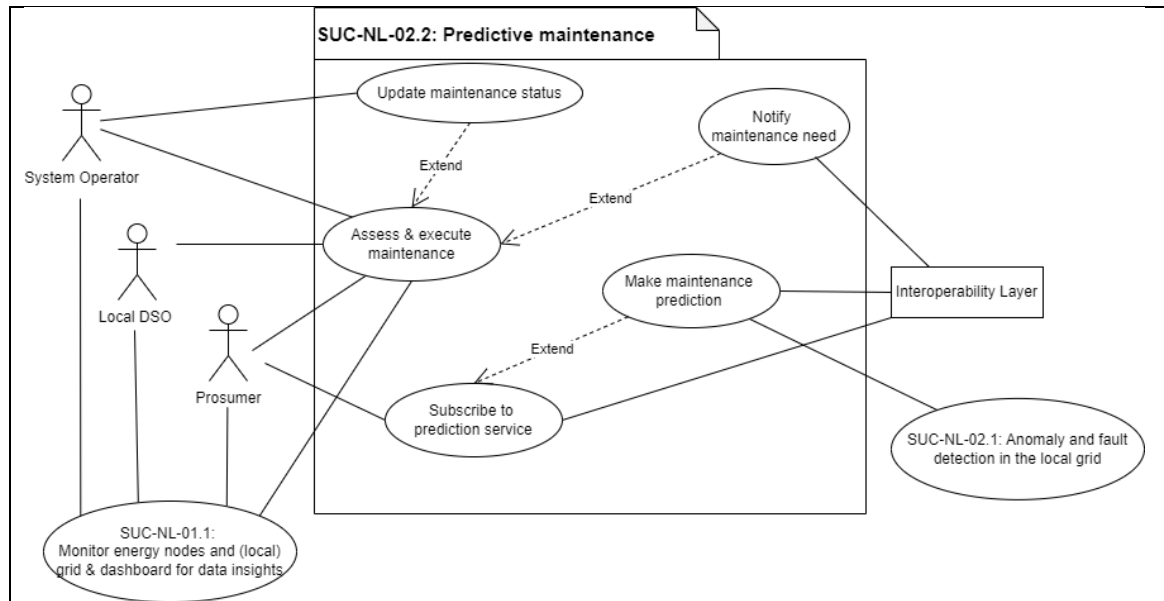 SUC-NL-02.2: Predictive maintenance
Update maintenance status
Notify
maintenance need
System Operator
Extend
Extend
Assess & execute
maintenance
Local DSO
Make maintenance
prediction
Interoperability Layer
Extend
Prosumer
Subscribe to
prediction service
SUC-NL-02.1: Anomaly and fault
detection in the local grid
SUC-NL-01.1:
Monitor energy nodes and (local)
grid & dashboard for data insights